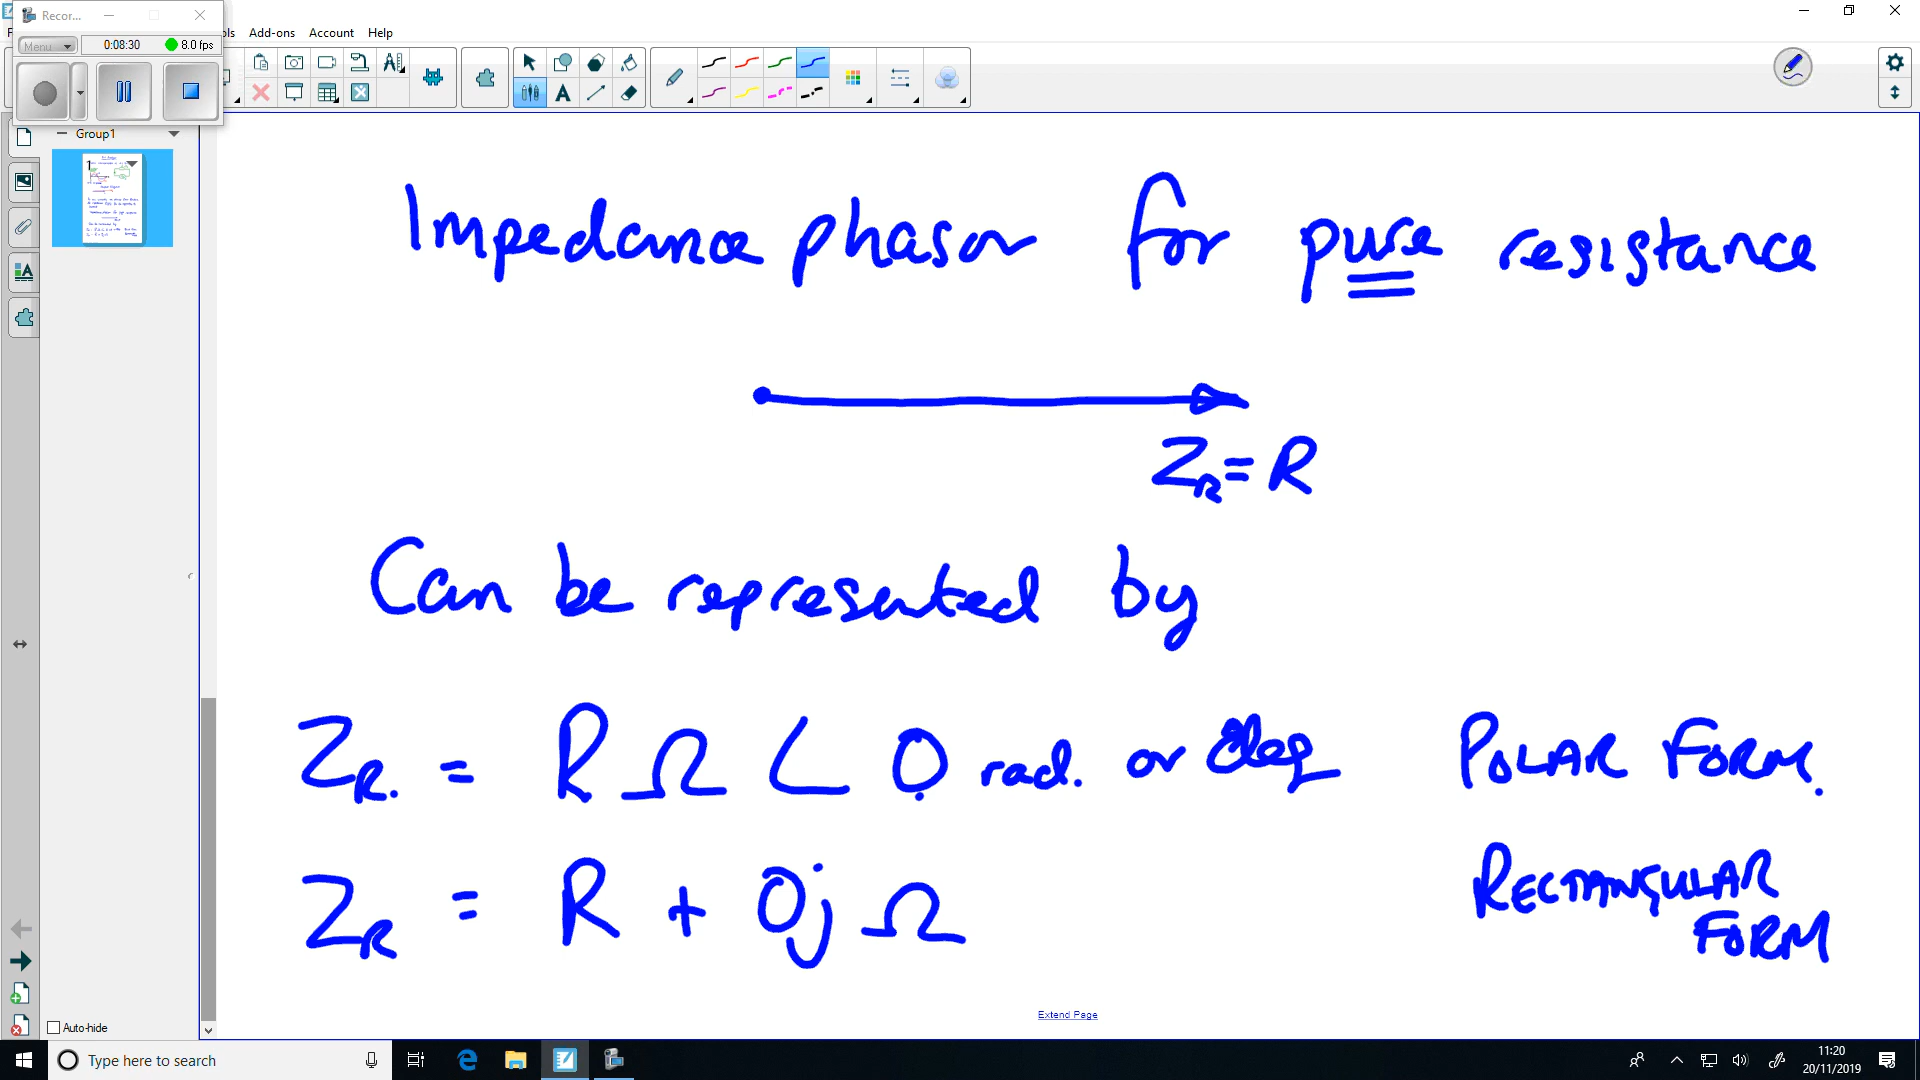 Recor...
Menu 0:08:30 8.0 fps
ols Add-ons Account Help
Group1
1
Impedance phasor for pure resistance
Z_R = R
Can be represented by
Z_R. = R Ω ∠ 0 rad. or deg POLAR FORM.
Z_R = R + 0j Ω RECTANGULAR
FORM
Extend Page
Auto-hide
Type here to search
11:20
20/11/2019